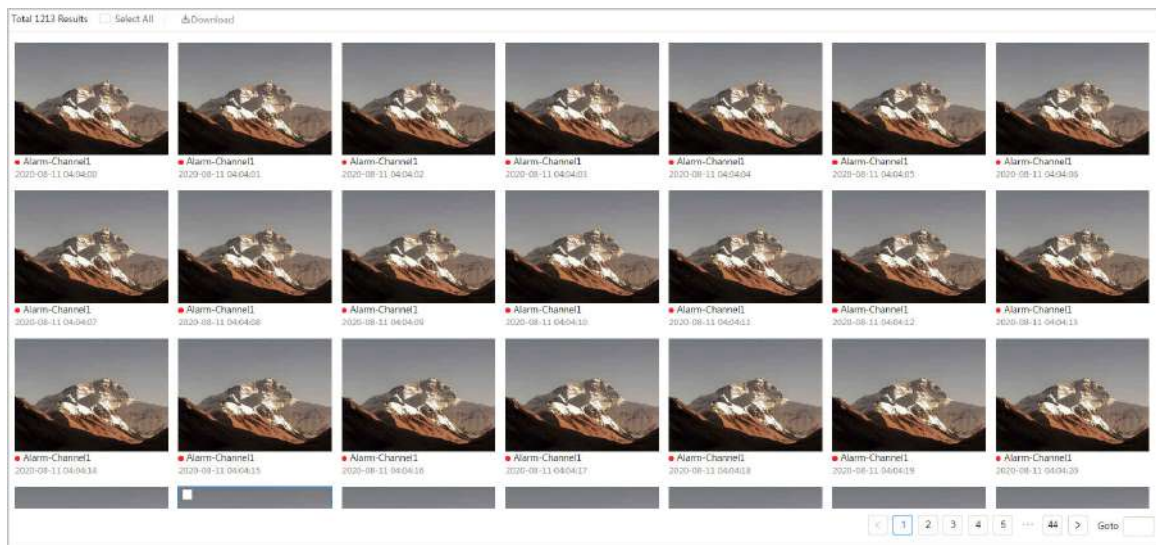 Total 1213 Results Select All Download
Alarm-Channel1 Alarm-Channel1 Alarm-Channel1 Alarm-Channel1 Alarm-Channel1 Alarm-Channel1 Alarm-Channel1
2020-08-11 04:04:00 2020-08-11 04:04:01 2020-08-11 04:04:02 2020-08-11 04:04:03 2020-08-11 04:04:04 2020-08-11 04:04:05 2020-08-11 04:04:06
Alarm-Channel1 Alarm-Channel1 Alarm-Channel1 Alarm-Channel1 Alarm-Channel1 Alarm-Channel1 Alarm-Channel1
2020-08-11 04:04:07 2020-08-11 04:04:08 2020-08-11 04:04:09 2020-08-11 04:04:10 2020-08-11 04:04:11 2020-08-11 04:04:12 2020-08-11 04:04:13
Alarm-Channel1 Alarm-Channel1 Alarm-Channel1 Alarm-Channel1 Alarm-Channel1 Alarm-Channel1 Alarm-Channel1
2020-08-11 04:04:14 2020-08-11 04:04:15 2020-08-11 04:04:16 2020-08-11 04:04:17 2020-08-11 04:04:18 2020-08-11 04:04:19 2020-08-11 04:04:20
< 1 2 3 4 5 ··· 44 > Goto